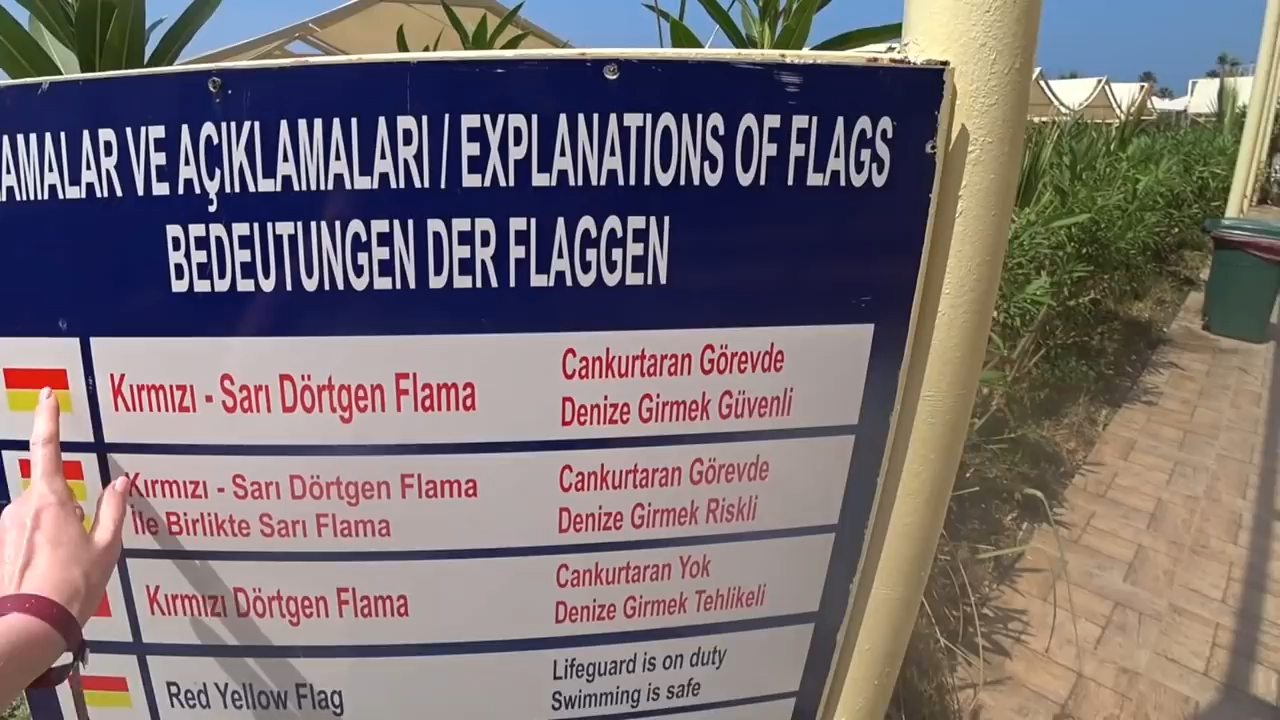 VE AÇIKLAMALARI / EXPLANATIONS OF FLAGS
BEDEUTUNGEN DER FLAGGEN
Kırmızı - Sarı Dörtgen Flama
Cankurtaran Görevde
Denize Girmek Güvenli
Kırmızı - Sarı Dörtgen Flama
İle Birlikte Sarı Flama
Cankurtaran Görevde
Denize Girmek Riskli
Kırmızı Dörtgen Flama
Cankurtaran Yok
Denize Girmek Tehlikeli
Red Yellow Flag
Lifeguard is on duty
Swimming is safe